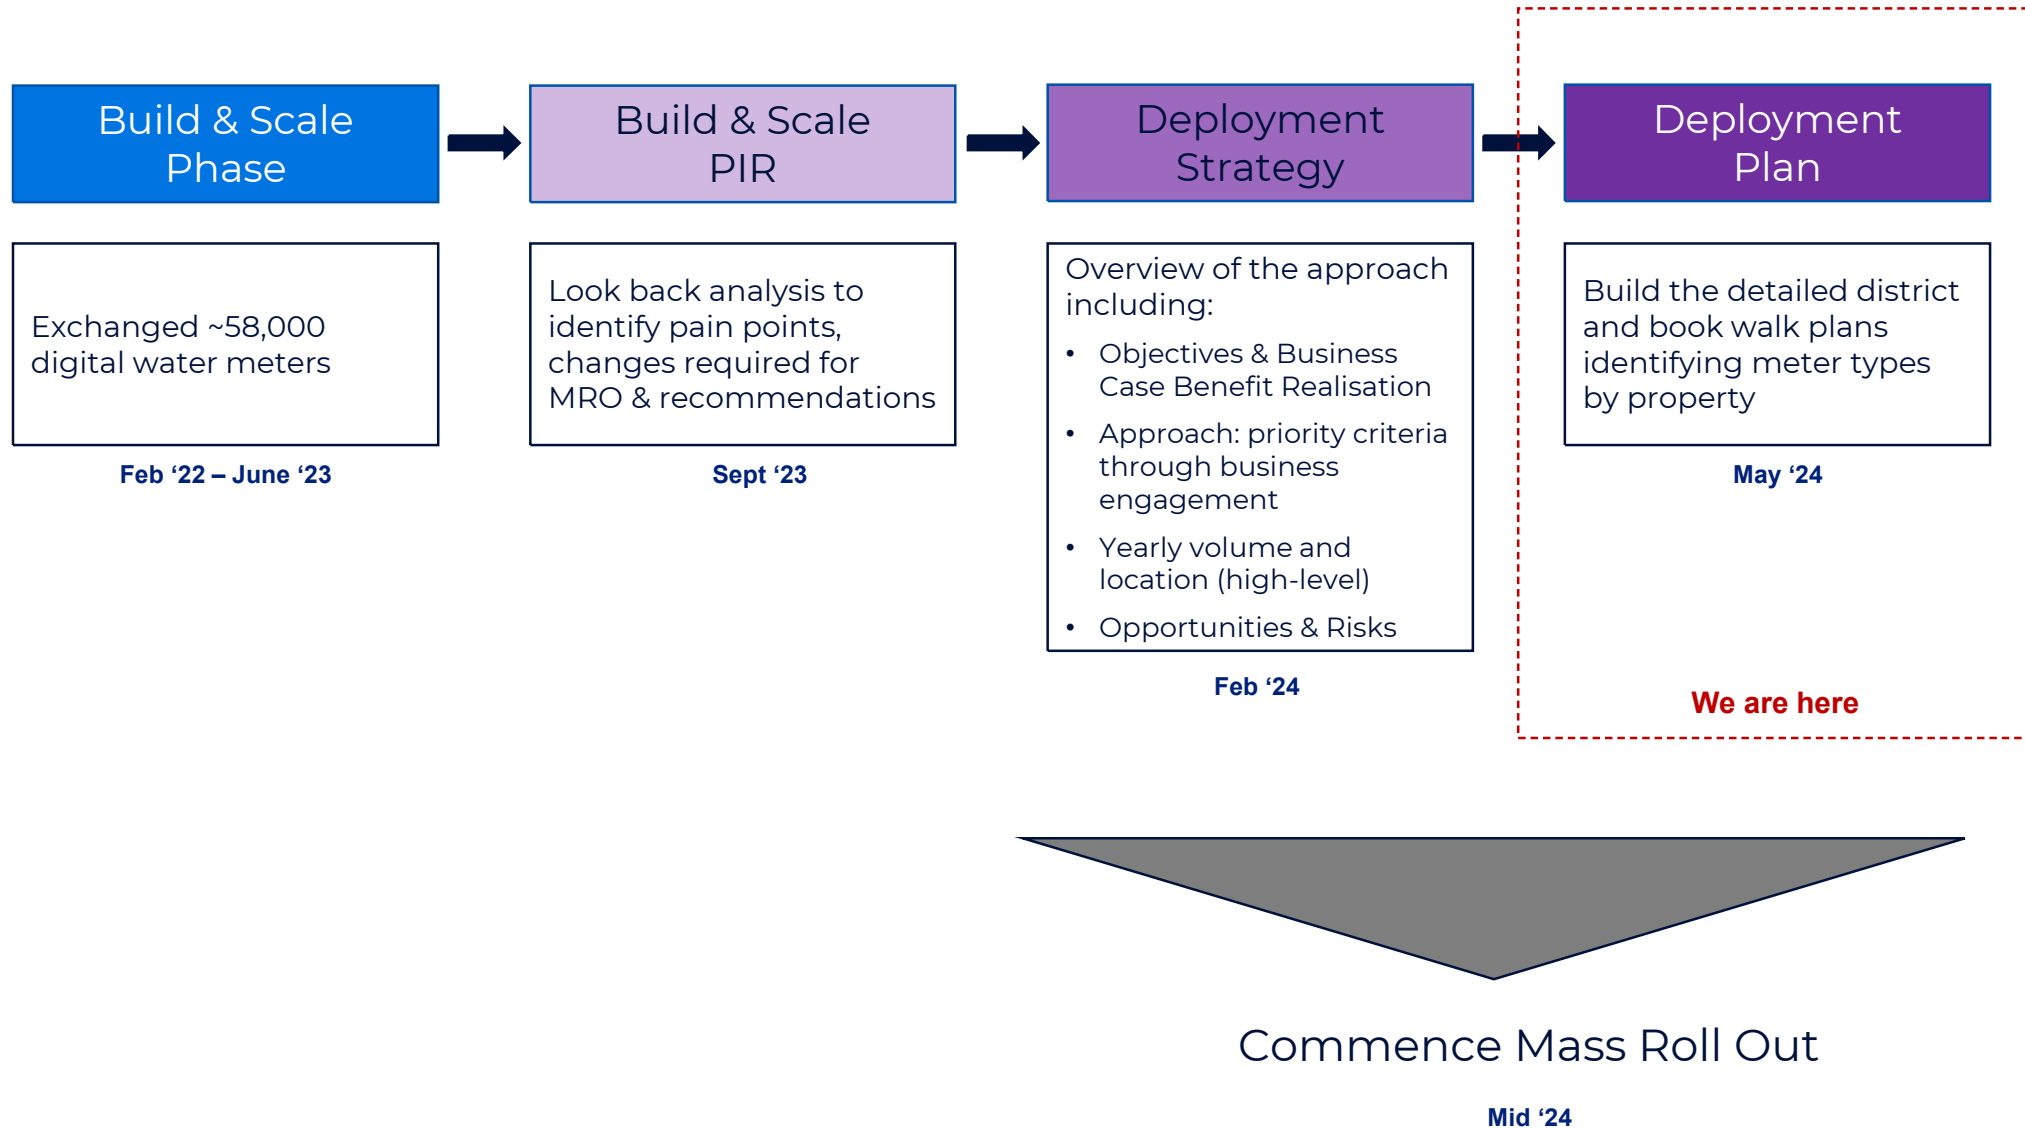 Build & Scale
Phase
Exchanged ~58,000
digital water meters
Feb ‘22 – June ‘23
Build & Scale
PIR
Look back analysis to
identify pain points,
changes required for
MRO & recommendations
Sept ‘23
Deployment
Strategy
Overview of the approach
including:
• Objectives & Business
Case Benefit Realisation
• Approach: priority criteria
through business
engagement
• Yearly volume and
location (high-level)
• Opportunities & Risks
Feb ‘24
Deployment
Plan
Build the detailed district
and book walk plans
identifying meter types
by property
May ‘24
We are here
Commence Mass Roll Out
Mid ‘24